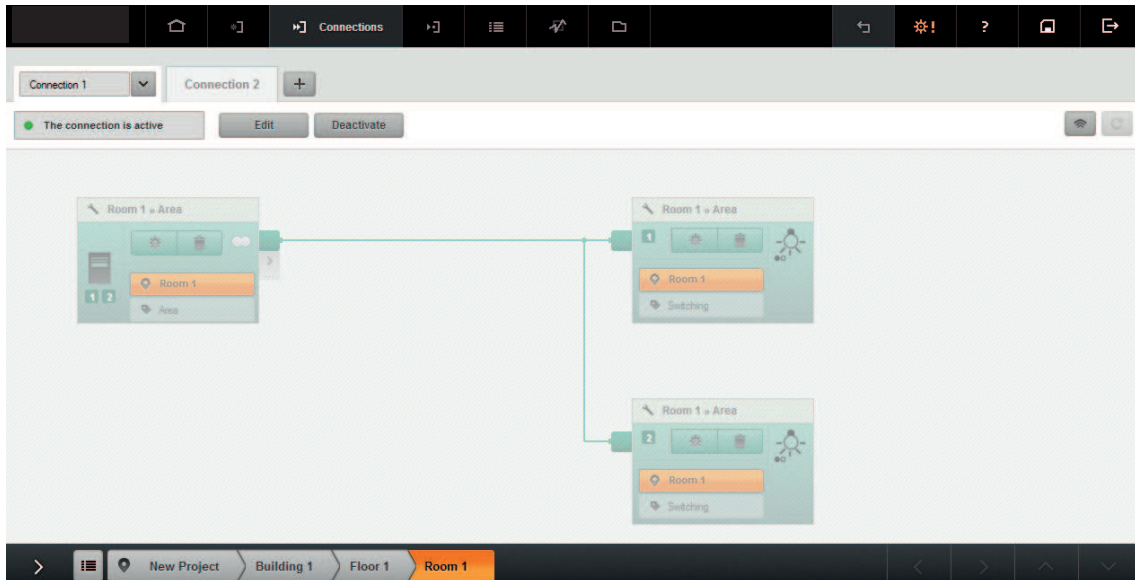 Connections
?
Connection 1
Connection 2
+
The connection is active
Edit
Deactivate
Room 1 » Area
Room 1
1 2
Area
Room 1 » Area
1
Room 1
Switching
Room 1 » Area
2
Room 1
Switching
New Project
Building 1
Floor 1
Room 1